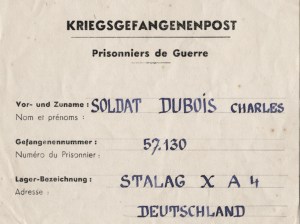 KRIEGSGEFANGENENPOST
Prisonniers de Guerre
Vor- und Zuname : SOLDAT DUBOIS CHARLES
Nom et prénoms :
Gefangenennummer : 57.130
Numéro du Prisonnier :
Lager-Bezeichnung : STALAG X A 4
Adresse : DEUTSCHLAND